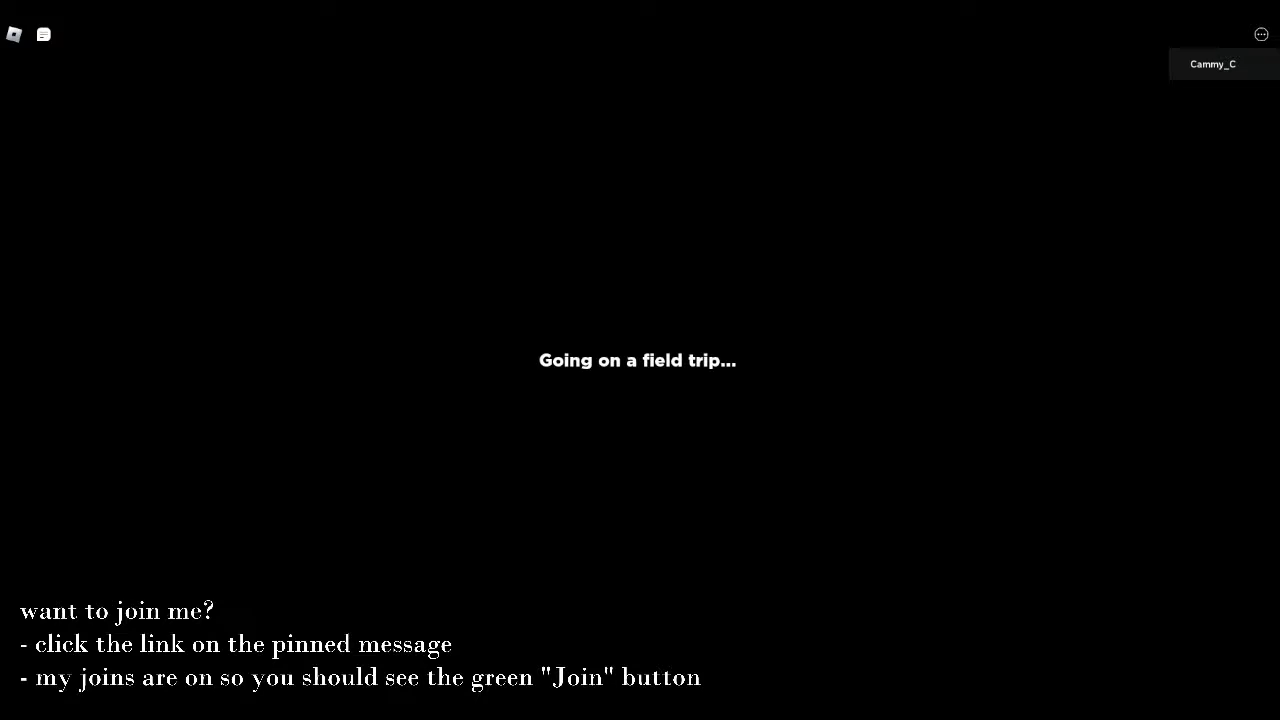 Cammy_C
Going on a field trip...
want to join me?
- click the link on the pinned message
- my joins are on so you should see the green "Join" button